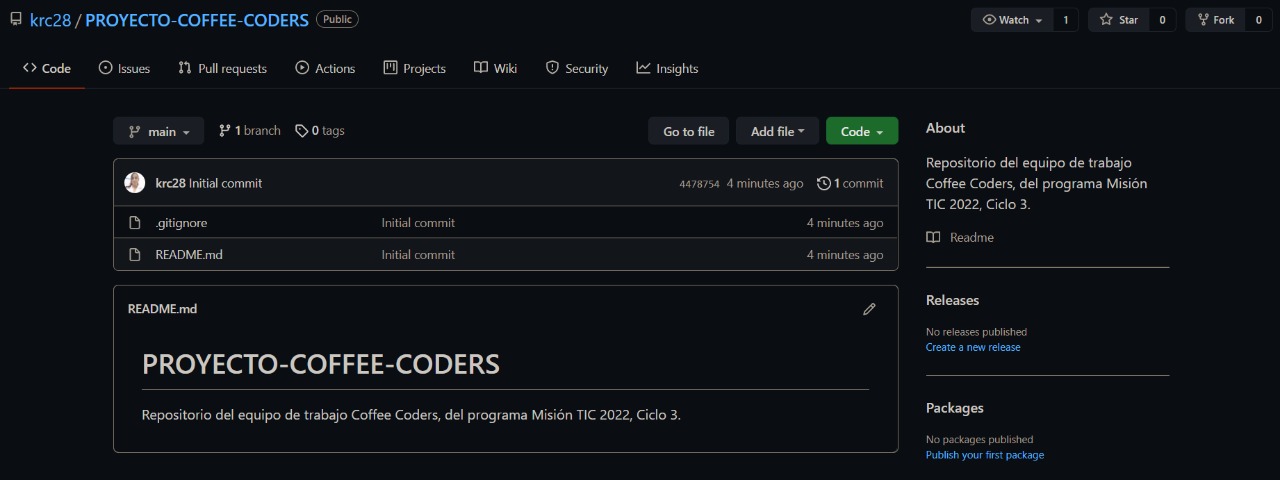 krc28 / PROYECTO-COFFEE-CODERS Public
Watch 1 Star 0 Fork 0
Code Issues Pull requests Actions Projects Wiki Security Insights
main 1 branch 0 tags Go to file Add file Code
krc28 Initial commit 4478754 4 minutes ago 1 commit
.gitignore Initial commit 4 minutes ago
README.md Initial commit 4 minutes ago
README.md
PROYECTO-COFFEE-CODERS
Repositorio del equipo de trabajo Coffee Coders, del programa Misión TIC 2022, Ciclo 3.
About
Repositorio del equipo de trabajo
Coffee Coders, del programa Misión
TIC 2022, Ciclo 3.
Readme
Releases
No releases published
Create a new release
Packages
No packages published
Publish your first package